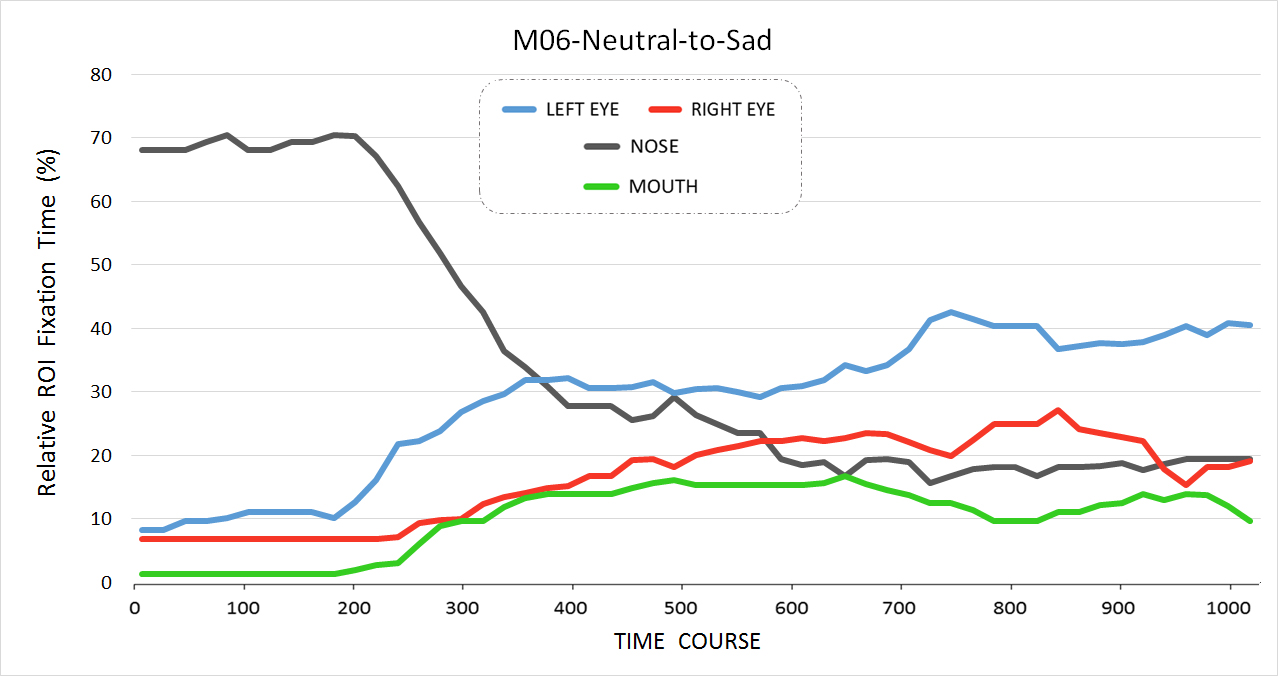 M06-Neutral-to-Sad
LEFT EYE
RIGHT EYE
NOSE
MOUTH
Relative ROI Fixation Time (%)
80
70
60
50
40
30
20
10
0
0 100 200 300 400 500 600 700 800 900 1000
TIME COURSE